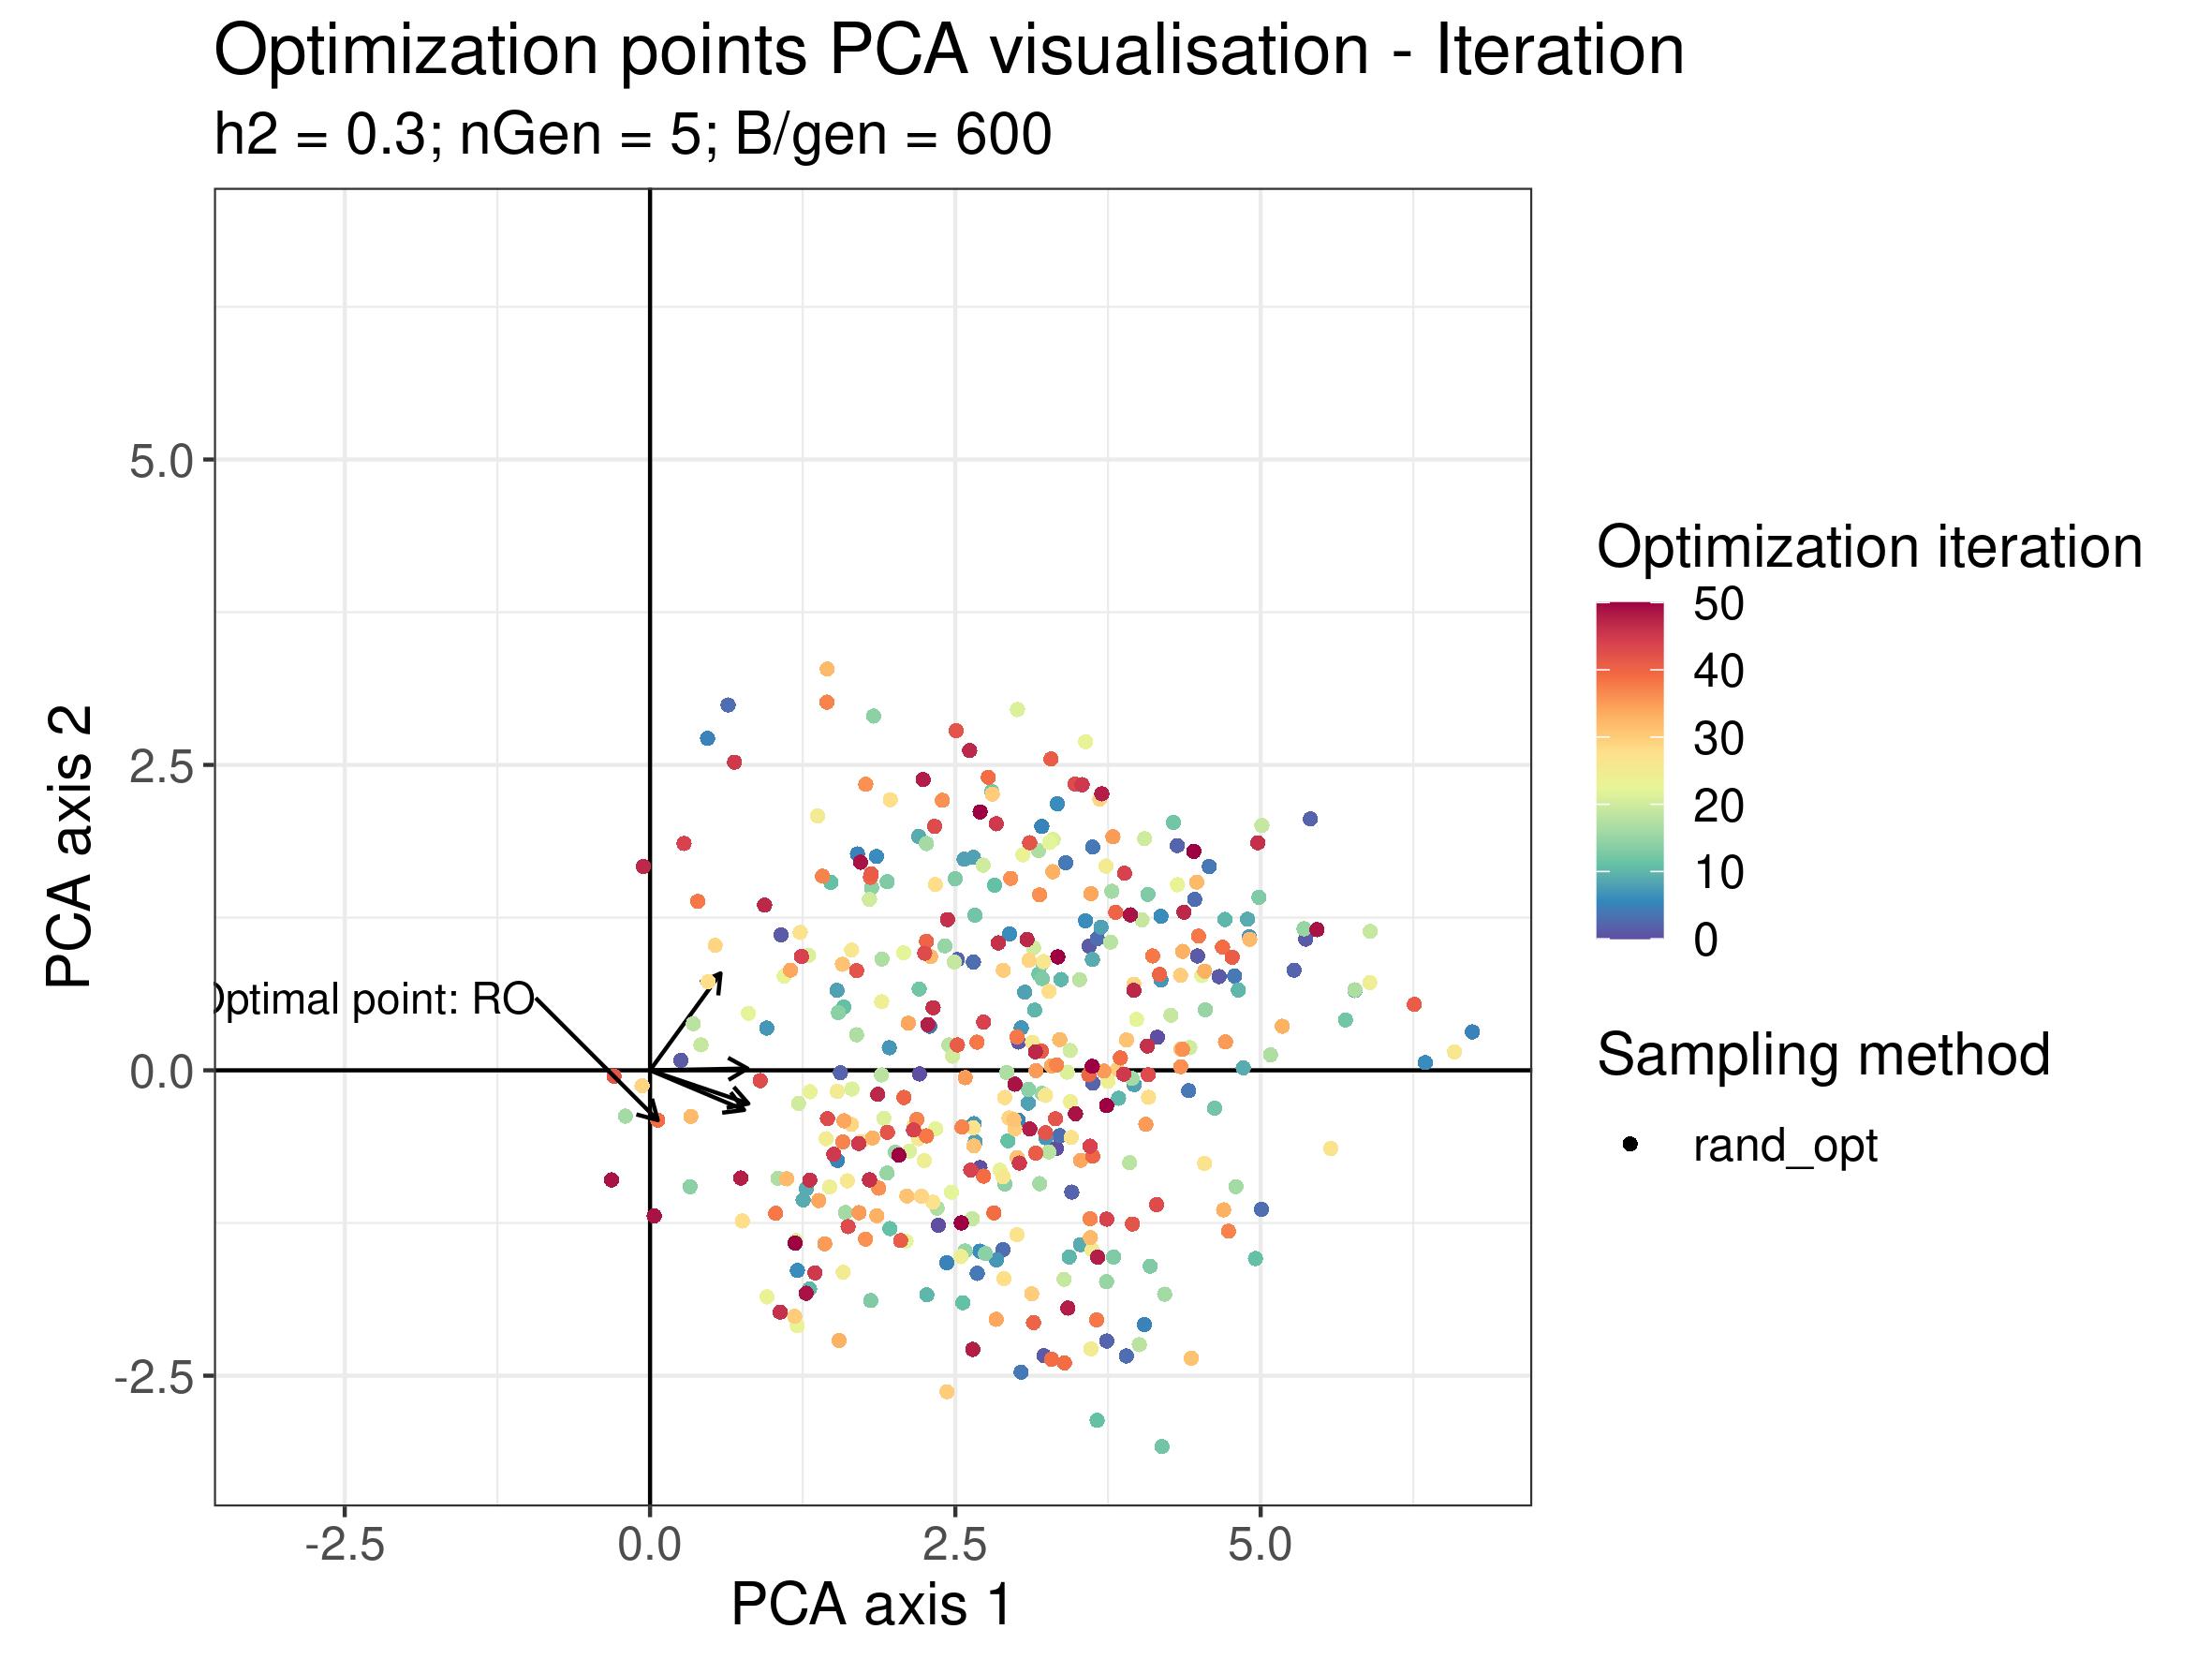 Optimization points PCA visualisation - Iteration
h2 = 0.3; nGen = 5; B/gen = 600
PCA axis 2
5.0
2.5
0.0
-2.5
Optimal point: RO
-2.5
0.0
2.5
5.0
PCA axis 1
Optimization iteration
50
40
30
20
10
0
Sampling method
rand_opt